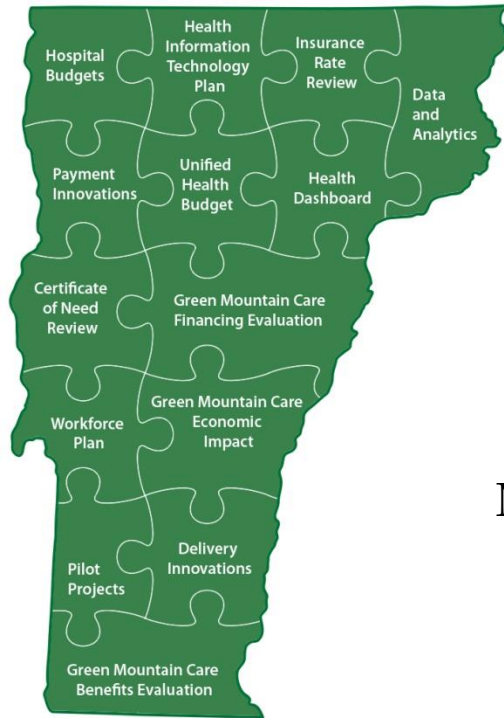 Hospital
Budgets
Health
Information
Technology
Plan
Insurance
Rate
Review
Data
and
Analytics
Payment
Innovations
Unified
Health
Budget
Health
Dashboard
Certificate
of Need
Review
Green Mountain Care
Financing Evaluation
Workforce
Plan
Green Mountain Care
Economic
Impact
Pilot
Projects
Delivery
Innovations
Green Mountain Care
Benefits Evaluation